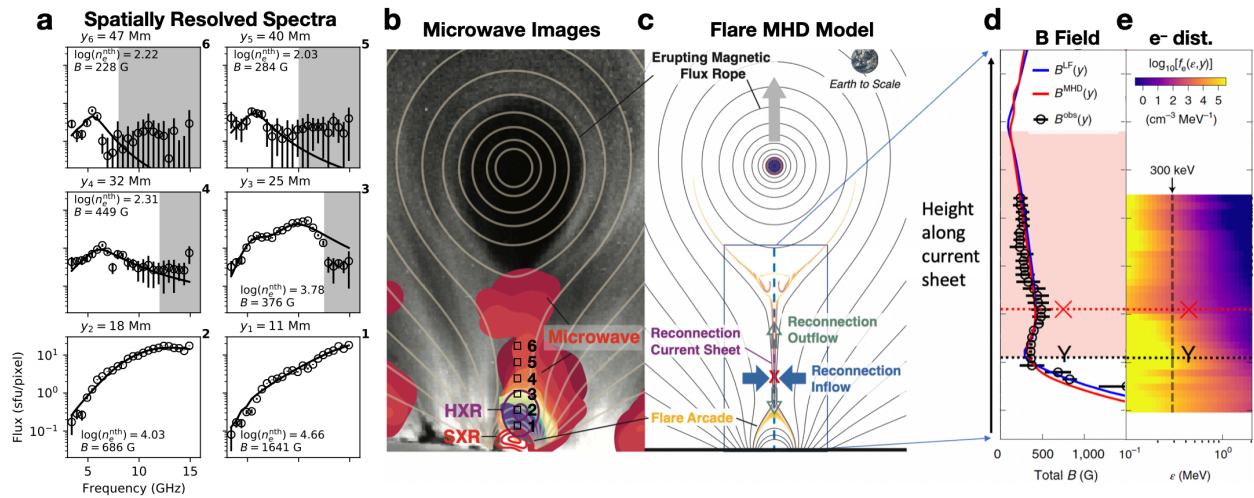 a
Spatially Resolved Spectra
y₆ = 47 Mm
6
log(nₑⁿᵗʰ) = 2.22
B = 228 G
y₅ = 40 Mm
5
log(nₑⁿᵗʰ) = 2.03
B = 284 G
y₄ = 32 Mm
4
log(nₑⁿᵗʰ) = 2.31
B = 449 G
y₃ = 25 Mm
3
log(nₑⁿᵗʰ) = 3.78
B = 376 G
y₂ = 18 Mm
2
log(nₑⁿᵗʰ) = 4.03
B = 686 G
y₁ = 11 Mm
1
log(nₑⁿᵗʰ) = 4.66
B = 1641 G
Flux (sfu/pixel)
10¹
10⁰
10⁻¹
5 10 15
5 10 15
Frequency (GHz)
b
Microwave Images
Microwave
6
5
4
3
2
1
HXR
SXR
c
Flare MHD Model
Erupting Magnetic
Flux Rope
Earth to Scale
Reconnection
Current Sheet
Reconnection
Outflow
X
Reconnection
Inflow
Flare Arcade
Height
along
current
sheet
d
B Field
Bᴸᶠ(y)
Bᴹᴴᴰ(y)
Bᵒᵇˢ(y)
X
Y
0 500 1,000
Total B (G)
e
e⁻ dist.
log₁₀[fₑ(ε,y)]
0 1 2 3 4 5
(cm⁻³ MeV⁻¹)
300 keV
X
Y
10⁻¹ 10⁰
ε (MeV)